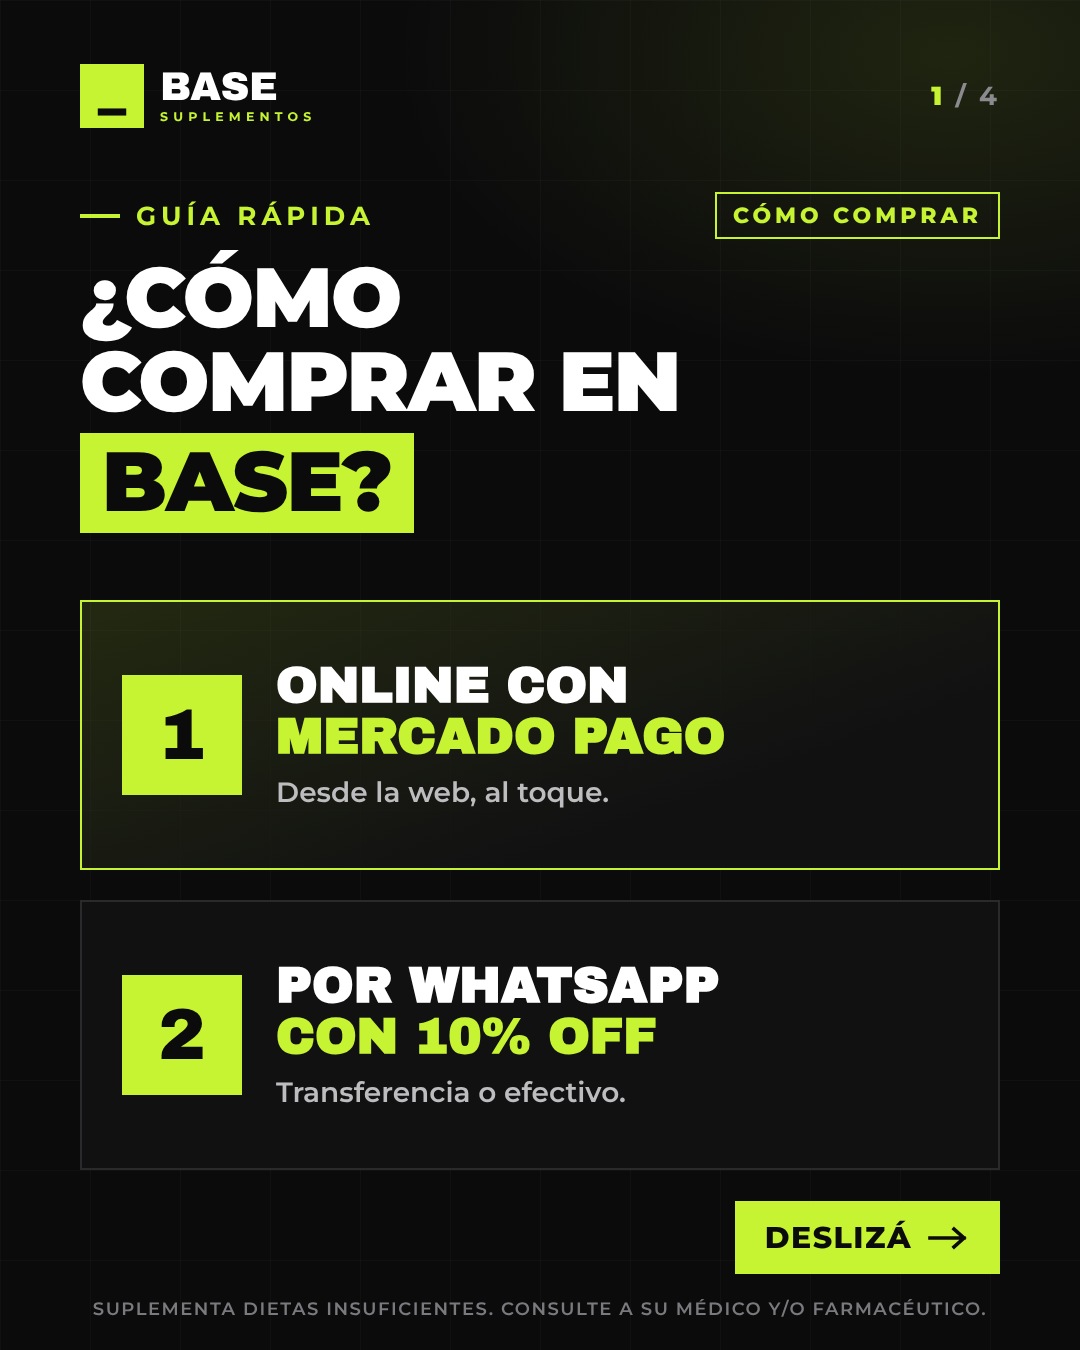 BASE
SUPLEMENTOS
1 / 4
GUÍA RÁPIDA
CÓMO COMPRAR
¿CÓMO
COMPRAR EN
BASE?
1
ONLINE CON
MERCADO PAGO
Desde la web, al toque.
2
POR WHATSAPP
CON 10% OFF
Transferencia o efectivo.
DESLIZÁ →
SUPLEMENTA DIETAS INSUFICIENTES. CONSULTE A SU MÉDICO Y/O FARMACÉUTICO.